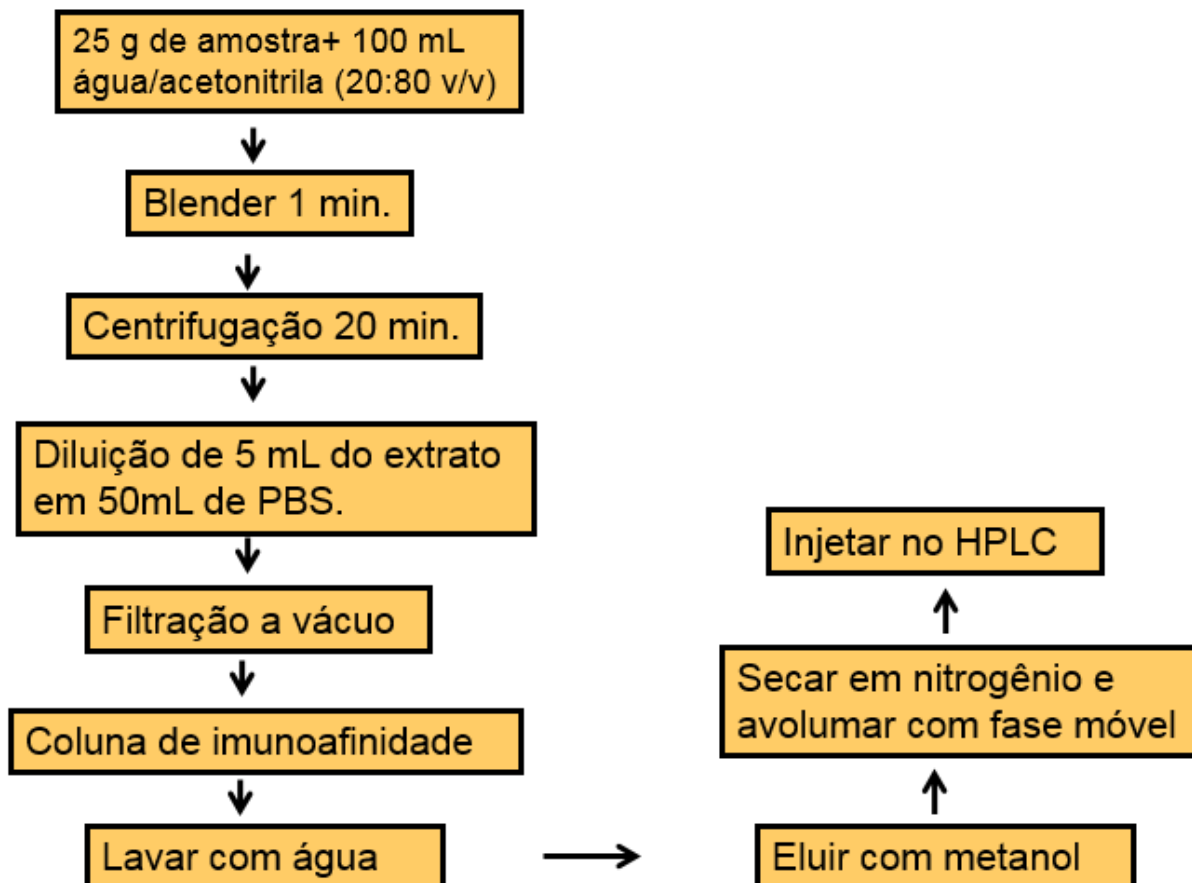 25 g de amostra+ 100 mL
água/acetonitrila (20:80 v/v)
Blender 1 min.
Centrifugação 20 min.
Diluição de 5 mL do extrato
em 50mL de PBS.
Filtração a vácuo
Coluna de imunoafinidade
Lavar com água
Eluir com metanol
Secar em nitrogênio e
avolumar com fase móvel
Injetar no HPLC